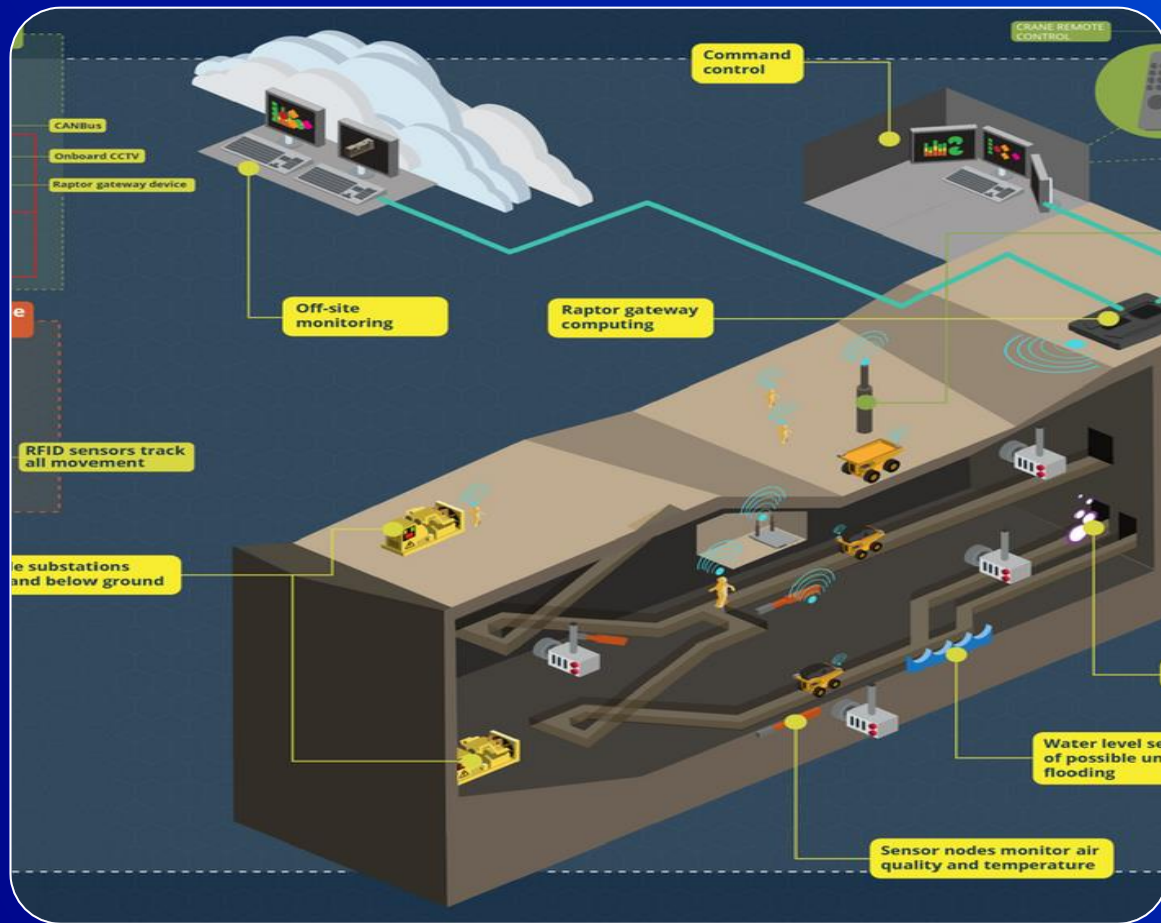 CRANE REMOTE
CONTROL
Command
control
CANBus
Onboard CCTV
Raptor gateway device
Off-site
monitoring
Raptor gateway
computing
e
RFID sensors track
all movement
le substations
and below ground
Water level se
of possible un
flooding
Sensor nodes monitor air
quality and temperature